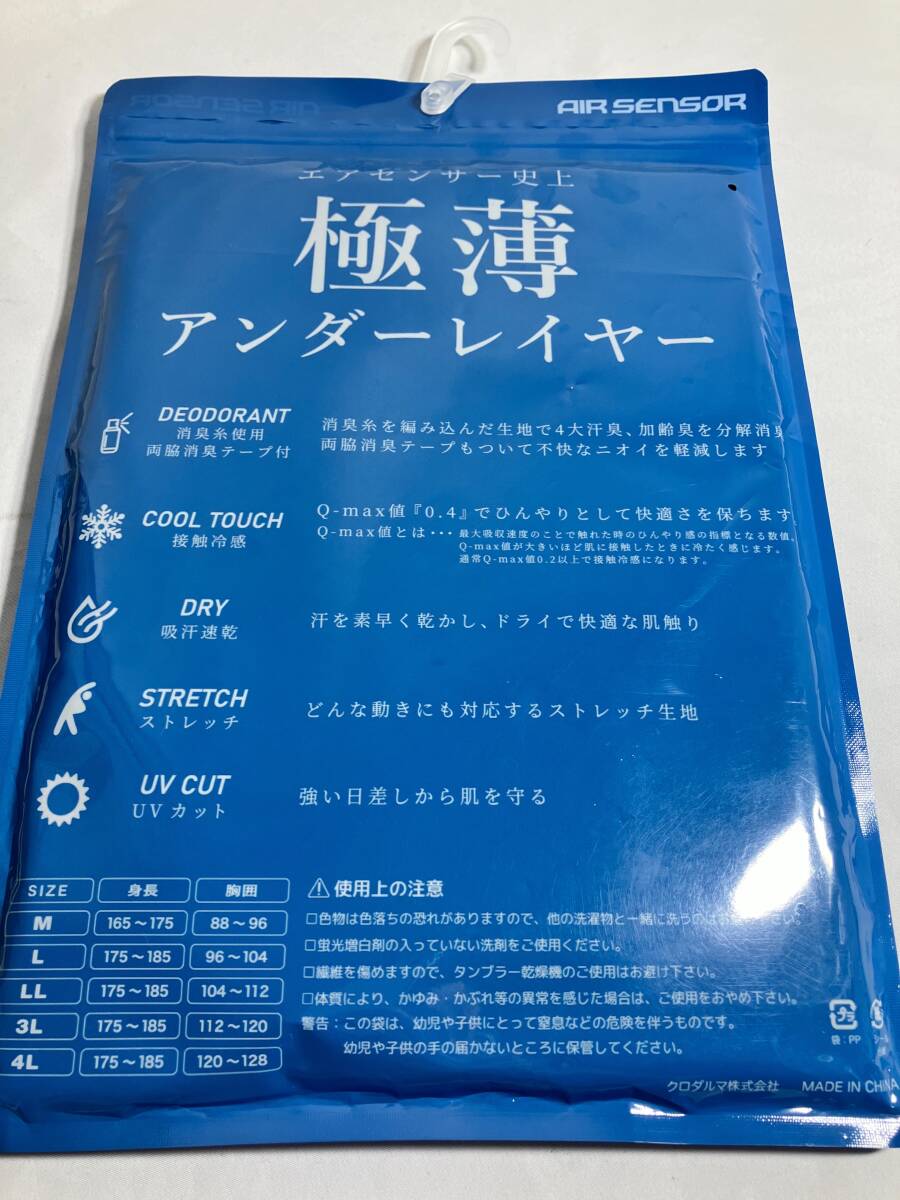 AIR SENSOR
エアセンサー史上
極薄
アンダーレイヤー
DEODORANT
消臭糸使用
両脇消臭テープ付
消臭糸を編み込んだ生地で4大汗臭、加齢臭を分解消臭
両脇消臭テープもついて不快なニオイを軽減します
COOL TOUCH
接触冷感
Q-max値『0.4』でひんやりとして快適さを保ちます
Q-max値とは・・・ 最大吸収速度のことで触れた時のひんやり感の指標となる数値。
Q-max値が大きいほど肌に接触したときに冷たく感じます。
通常Q-max値0.2以上で接触冷感になります。
DRY
吸汗速乾
汗を素早く乾かし、ドライで快適な肌触り
STRETCH
ストレッチ
どんな動きにも対応するストレッチ生地
UV CUT
UVカット
強い日差しから肌を守る
SIZE 身長 胸囲
M 165～175 88～96
L 175～185 96～104
LL 175～185 104～112
3L 175～185 112～120
4L 175～185 120～128
⚠使用上の注意
□色物は色落ちの恐れがありますので、他の洗濯物と一緒に洗うのは
□蛍光増白剤の入っていない洗剤をご使用ください。
□繊維を傷めますので、タンブラー乾燥機のご使用はお避け下さい。
□体質により、かゆみ・かぶれ等の異常を感じた場合は、ご使用をおやめ下さい。
警告：この袋は、幼児や子供にとって窒息などの危険を伴うものです。
幼児や子供の手の届かないところに保管してください。
プラ
袋：PP
クロダルマ株式会社 MADE IN CHINA